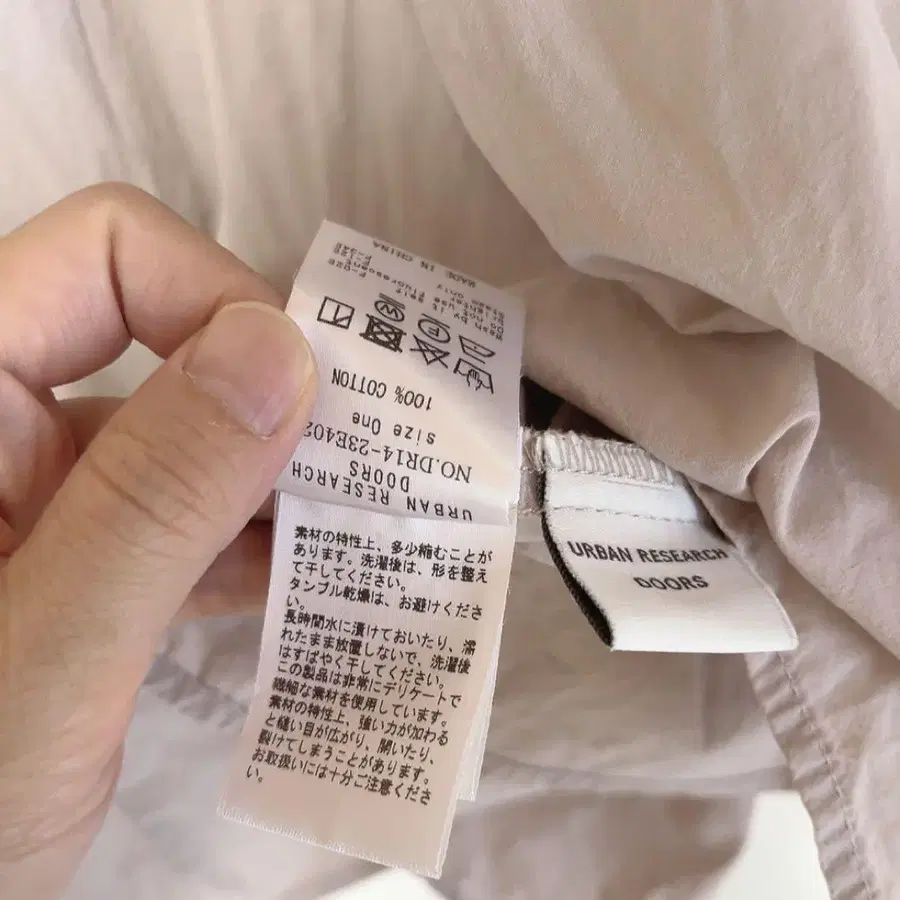 URBAN RESEARCH
DOORS
NO.DR14-23E402
size One
100% COTTON
Wash by it self
Do not use
MADE IN CHINA
素材の特性上、多少縮むことが
あります。洗濯後は、形を整え
て干してください。
タンブル乾燥は、お避けくださ
い。
長時間水に漬けておいたり、濡
れたまま放置しないで、洗濯後
はすばやく干してください。
この製品は非常にデリケートで
繊細な素材を使用しています。
素材の特性上、強い力が加わる
と縫い目が広がり、開いたり、
裂けてしまうことがあります。
お取扱いには十分ご注意くださ
い。
URBAN RESEARCH
DOORS